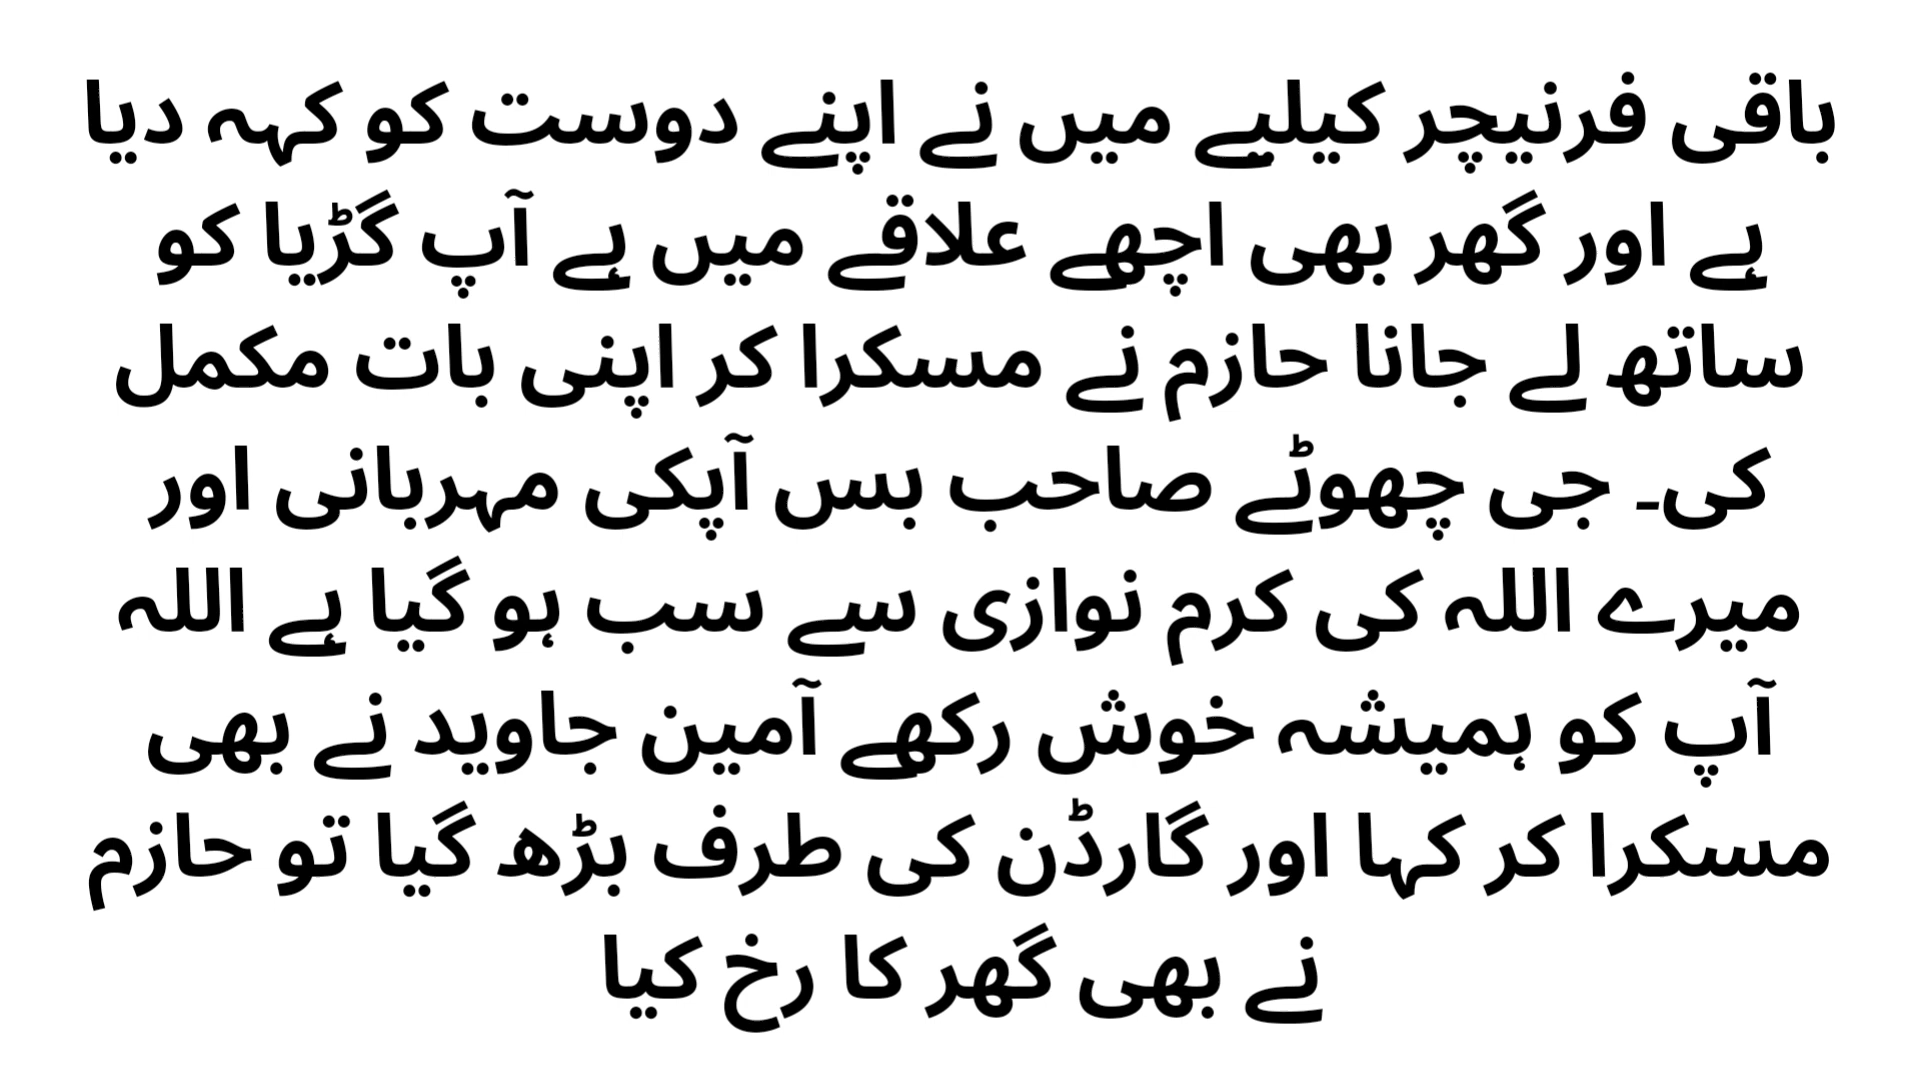 باقی فرنیچر کیلیے میں نے اپنے دوست کو کہہ دیا
ہے اور گھر بھی اچھے علاقے میں ہے آپ گڑیا کو
ساتھ لے جانا حازم نے مسکرا کر اپنی بات مکمل
کی۔ جی چھوٹے صاحب بس آپکی مہربانی اور
میرے اللہ کی کرم نوازی سے سب ہو گیا ہے اللہ
آپ کو ہمیشہ خوش رکھے آمین جاوید نے بھی
مسکرا کر کہا اور گارڈن کی طرف بڑھ گیا تو حازم
نے بھی گھر کا رخ کیا